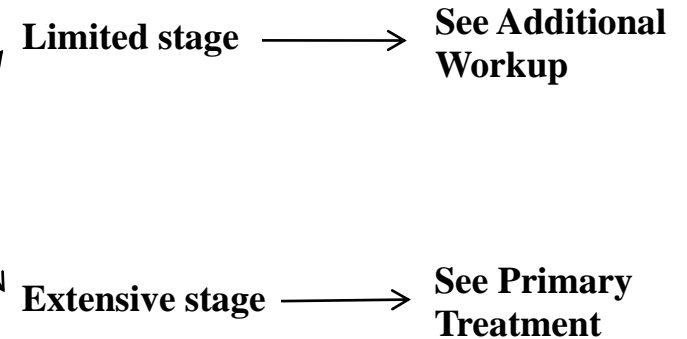 Limited stage
See Additional
Workup
Extensive stage
See Primary
Treatment